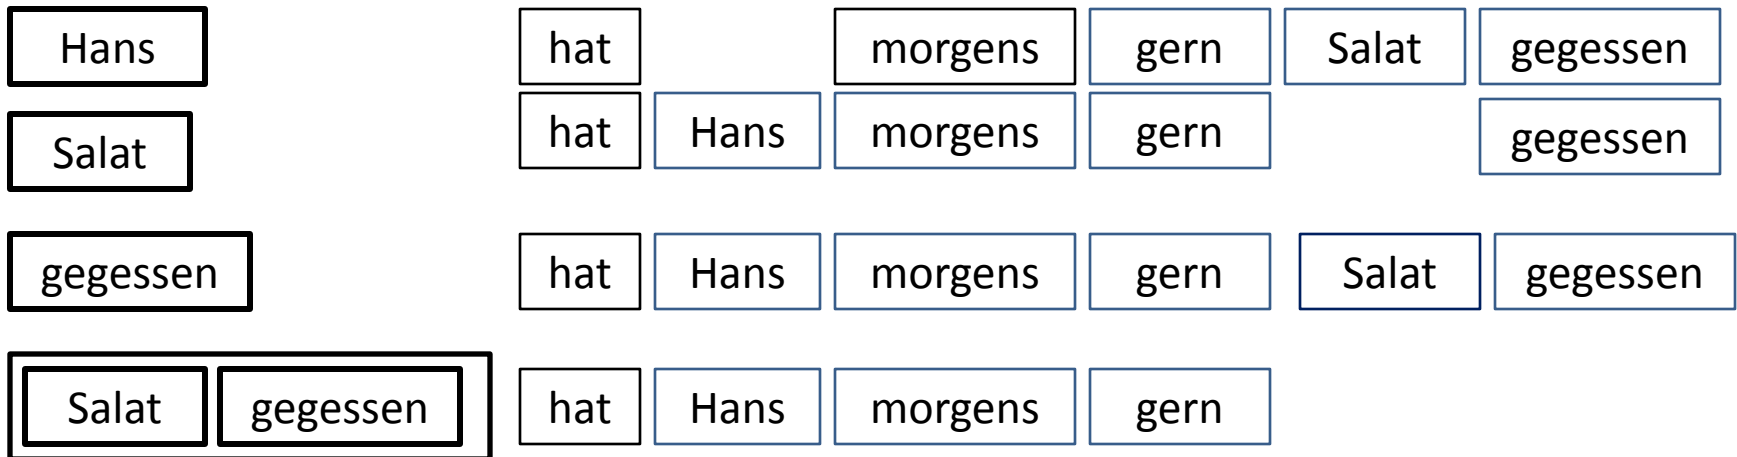 Hans hat morgens gern Salat gegessen
Salat hat Hans morgens gern gegessen
gegessen hat Hans morgens gern Salat gegessen
Salat gegessen hat Hans morgens gern